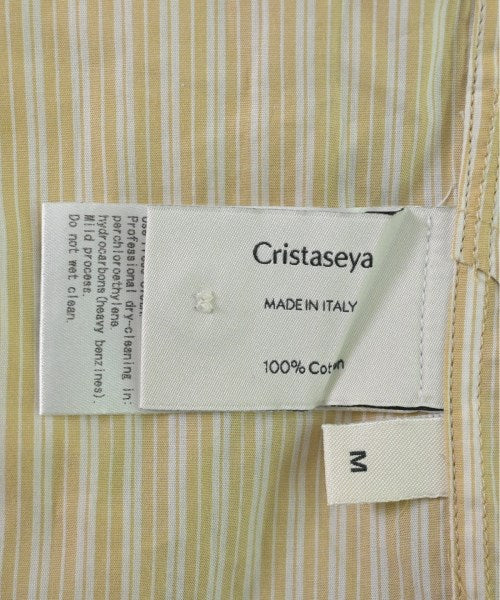 Cristaseya
MADE IN ITALY
100% Cotton
M
Professional dry-cleaning in:
perchloroethylene.
hydrocarbons(heavy benzines).
Mild process.
Do not wet clean.